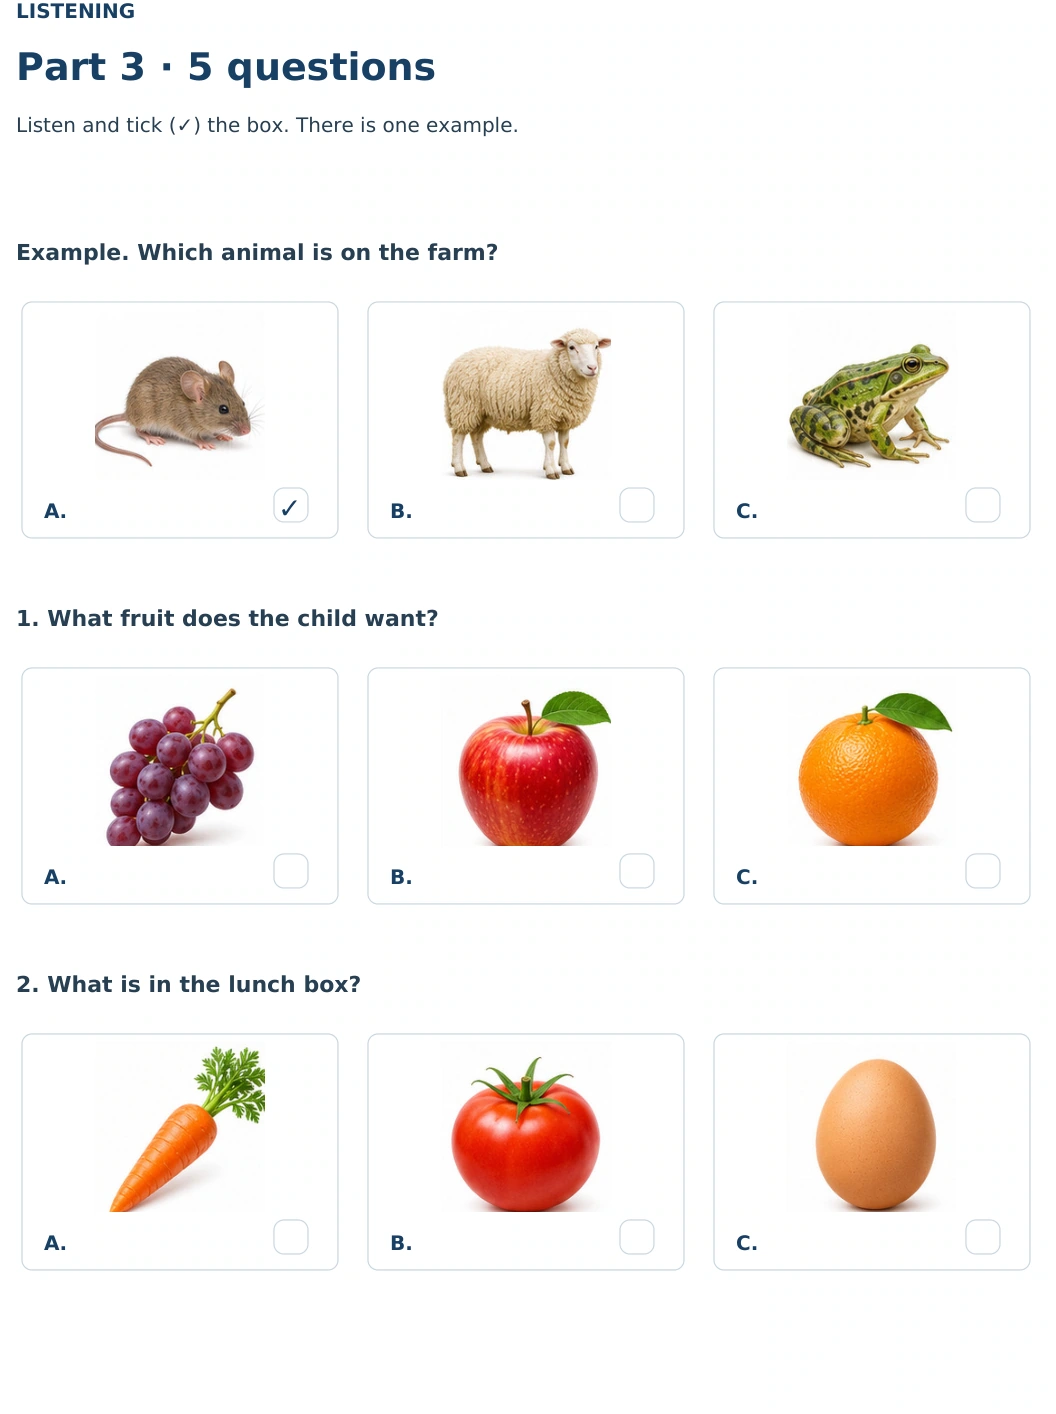 LISTENING
Part 3 · 5 questions
Listen and tick (✓) the box. There is one example.
Example. Which animal is on the farm?
A. ✓ B. C.
1. What fruit does the child want?
A. B. C.
2. What is in the lunch box?
A. B. C.